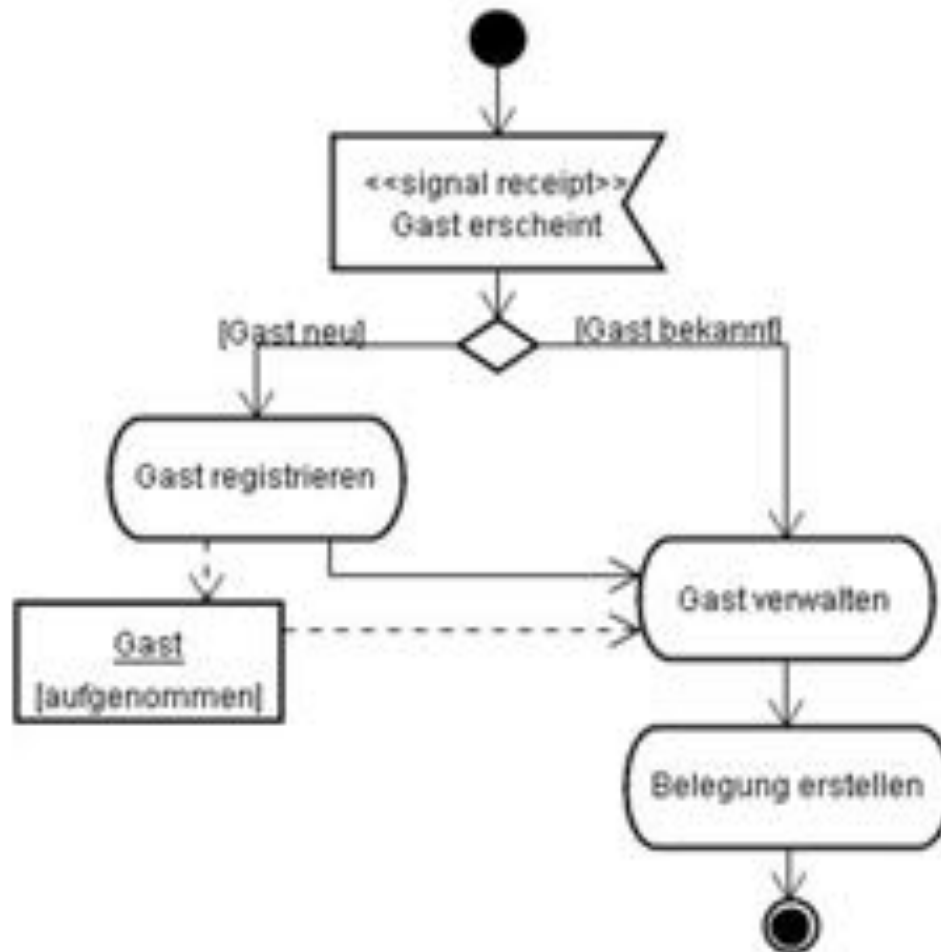 <<signal receipt>>
Gast erscheint
[Gast neu]
[Gast bekannt]
Gast registrieren
Gast verwalten
Gast
[aufgenommen]
Belegung erstellen